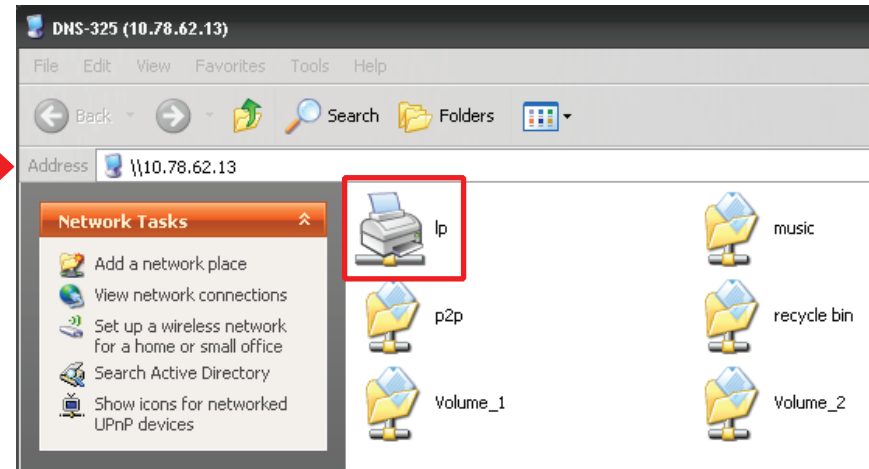 DNS-325 (10.78.62.13)
File Edit View Favorites Tools Help
Back Search Folders
Address \\10.78.62.13
Network Tasks
Add a network place
View network connections
Set up a wireless network
for a home or small office
Search Active Directory
Show icons for networked
UPnP devices
lp
music
p2p
recycle bin
Volume_1
Volume_2